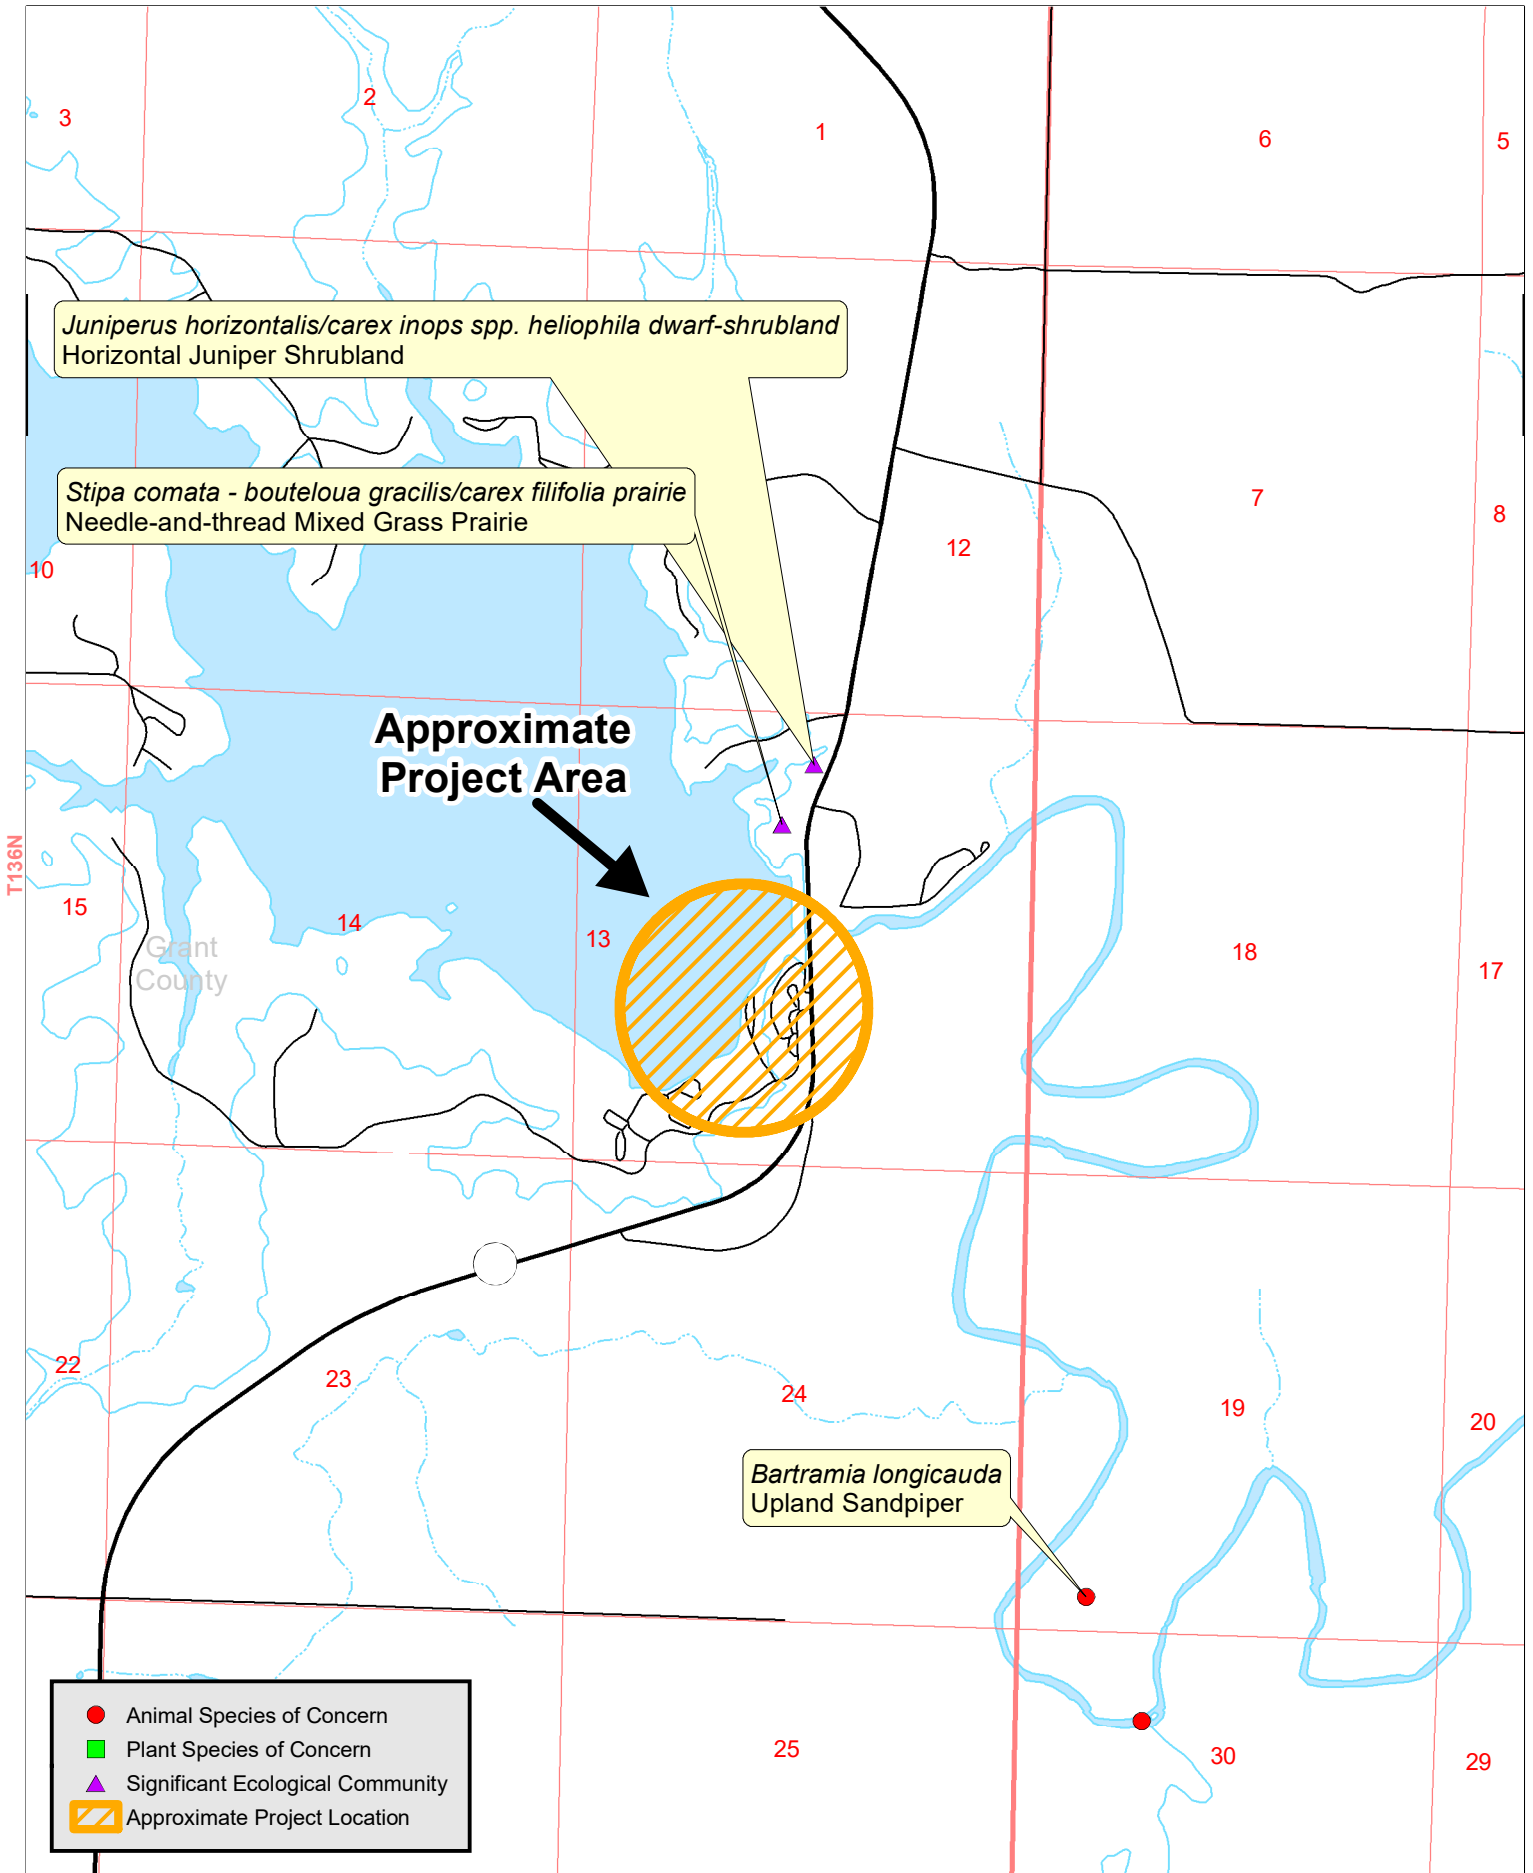 3
2
1
6
5
Juniperus horizontalis/carex inops spp. heliophila dwarf-shrubland
Horizontal Juniper Shrubland
Stipa comata - bouteloua gracilis/carex filifolia prairie
Needle-and-thread Mixed Grass Prairie
7
8
12
10
Approximate
Project Area
T136N
15
14
13
18
17
Grant
County
22
23
24
19
20
Bartramia longicauda
Upland Sandpiper
Animal Species of Concern
Plant Species of Concern
Significant Ecological Community
Approximate Project Location
25
30
29